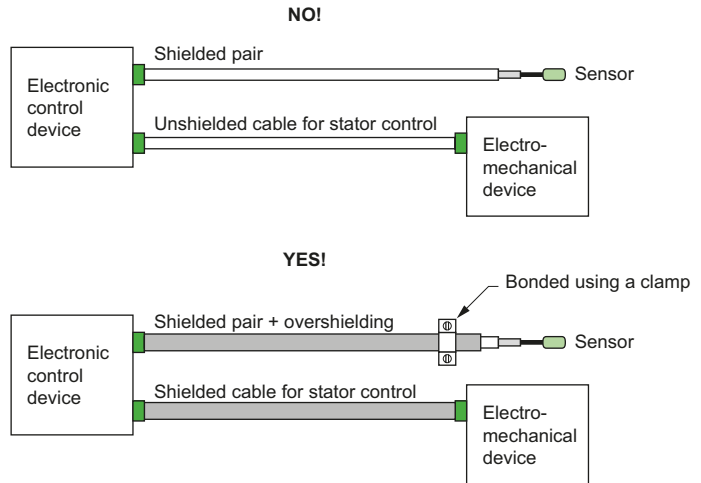 NO!
Shielded pair
Electronic
control
device
Sensor
Unshielded cable for stator control
Electro-
mechanical
device
YES!
Bonded using a clamp
Shielded pair + overshielding
Electronic
control
device
Sensor
Shielded cable for stator control
Electro-
mechanical
device